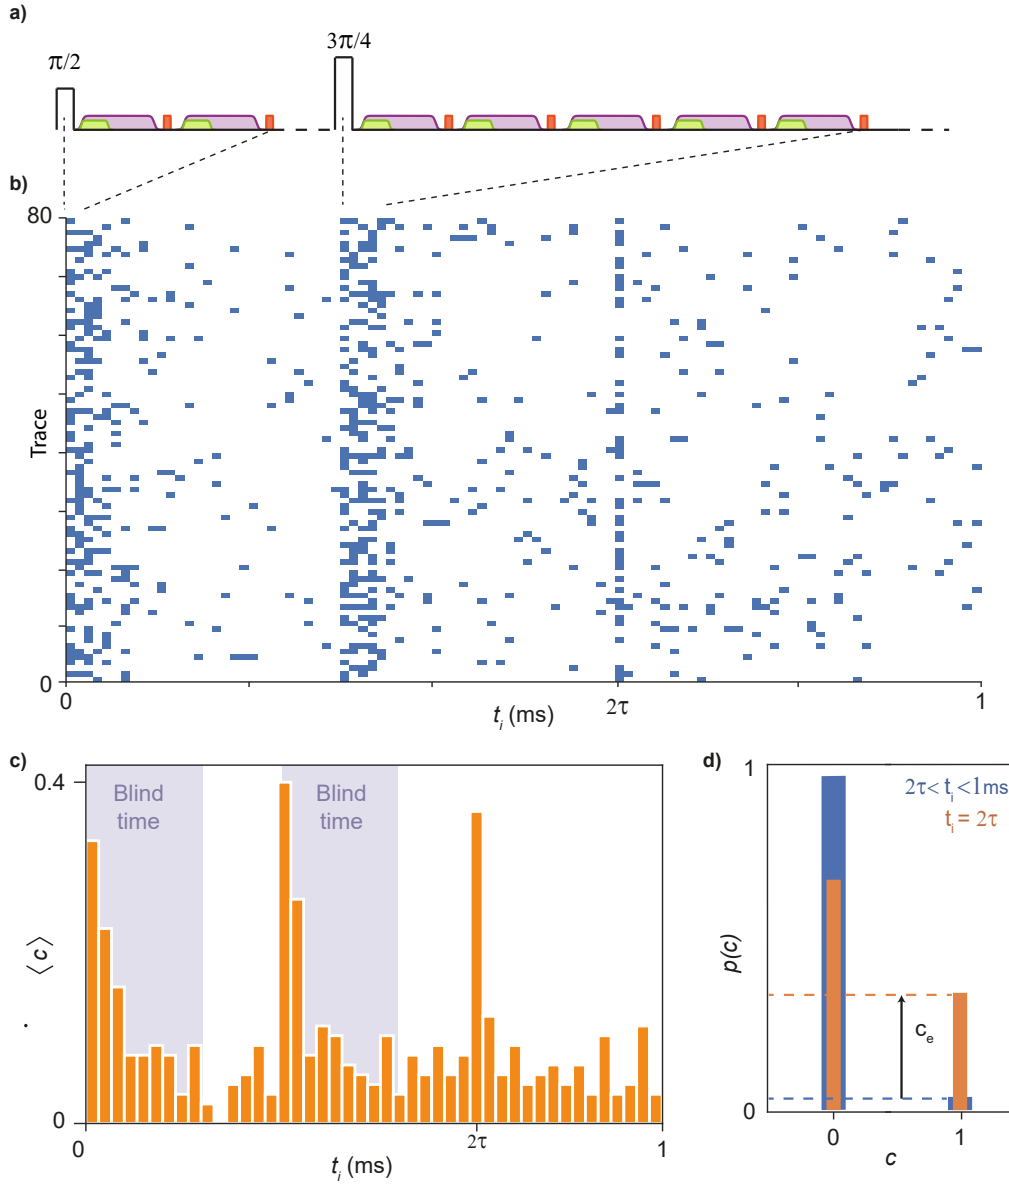 a)
π/2
3π/4
b)
80
Trace
0
0
2τ
1
t_i (ms)
c)
0.4
Blind
time
Blind
time
⟨c⟩
0
0
2τ
1
t_i (ms)
d)
1
2τ< t_i <1ms
t_i = 2τ
p(c)
c_e
0
0
1
c